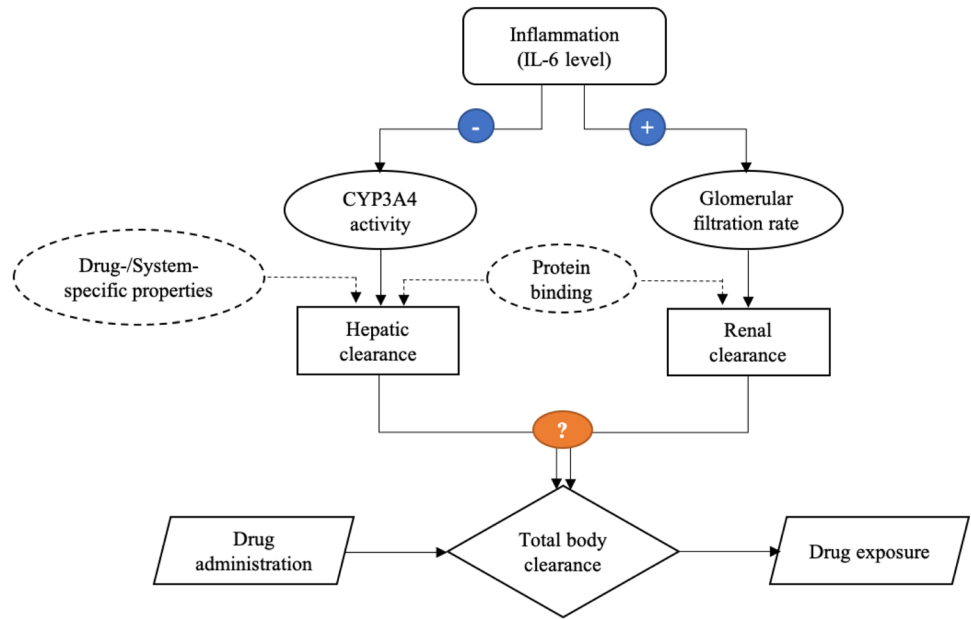 Inflammation
(IL-6 level)
-
+
CYP3A4
activity
Glomerular
filtration rate
Drug-/System-
specific properties
Protein
binding
Hepatic
clearance
Renal
clearance
?
Drug
administration
Total body
clearance
Drug exposure